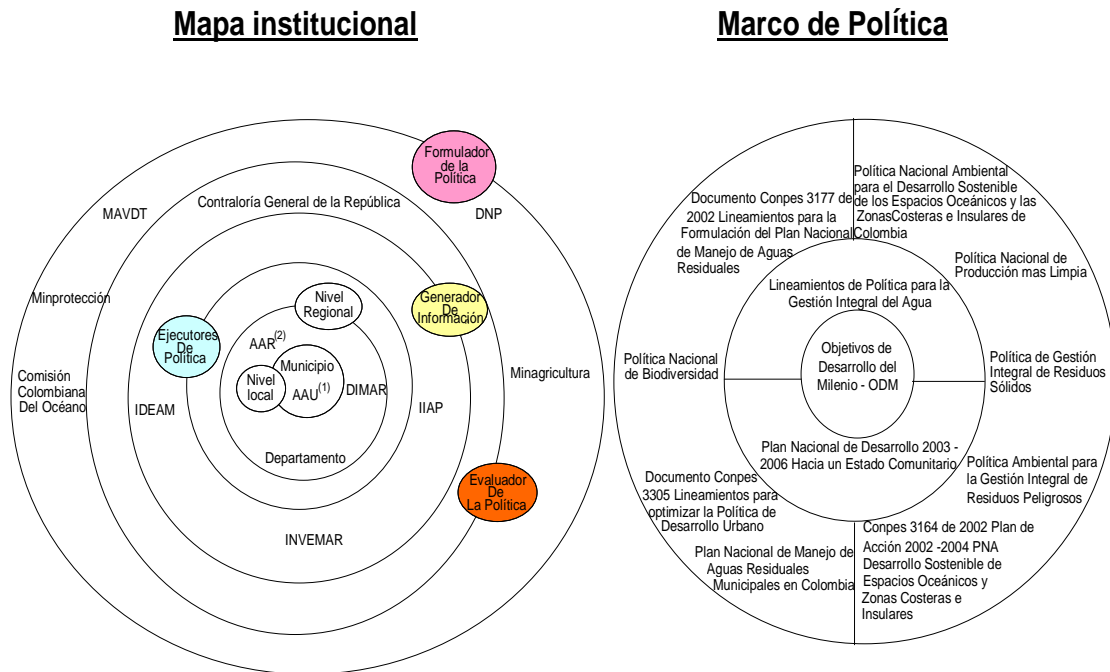 Mapa institucional
Formulador
de la
Política
Contraloría General de la República
MAVDT
DNP
Minprotección
Nivel
Regional
Generador
De
Información
Ejecutores
De
Política
AAR(2)
Municipio
Nivel
local
AAU(1)
DIMAR
Minagricultura
Comisión
Colombiana
Del Océano
IDEAM
IIAP
Departamento
Evaluador
De
La Política
INVEMAR
Marco de Política
Documento Conpes 3177 de
2002 Lineamientos para la
Formulación del Plan Nacional
de Manejo de Aguas
Residuales
Política Nacional Ambiental
para el Desarrollo Sostenible
de los Espacios Oceánicos y las
ZonasCosteras e Insulares de
Colombia
Política Nacional de
Producción mas Limpia
Lineamientos de Política para la
Gestión Integral del Agua
Objetivos de
Desarrollo del
Milenio - ODM
Política Nacional
de Biodiversidad
Política de Gestión
Integral de Residuos
Sólidos
Plan Nacional de Desarrollo 2003 -
2006 Hacia un Estado Comunitario
Política Ambiental para
la Gestión Integral de
Residuos Peligrosos
Documento Conpes
3305 Lineamientos para
optimizar la Política de
Desarrollo Urbano
Plan Nacional de Manejo de
Aguas Residuales
Municipales en Colombia
Conpes 3164 de 2002 Plan de
Acción 2002 -2004 PNA
Desarrollo Sostenible de
Espacios Oceánicos y
Zonas Costeras e
Insulares